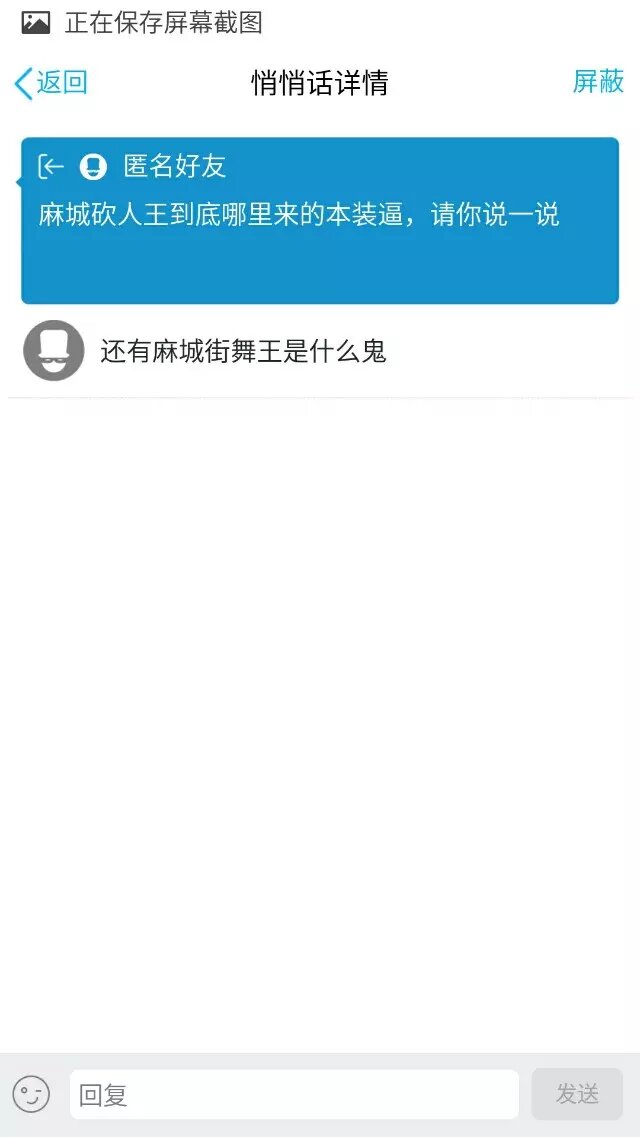 正在保存屏幕截图
返回
悄悄话详情
屏蔽
匿名好友
麻城砍人王到底哪里来的本装逼，请你说一说
还有麻城街舞王是什么鬼
回复
发送